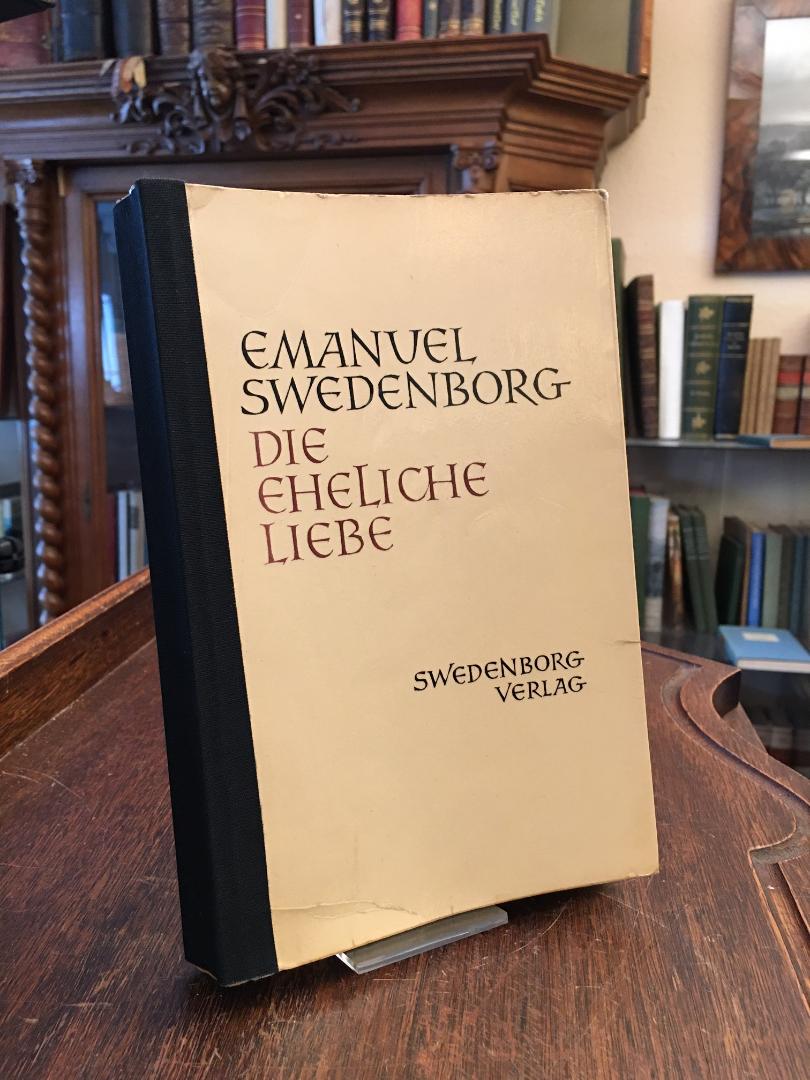 EMANUEL
SWEDENBORG
DIE
EHELICHE
LIEBE
SWEDENBORG
VERLAG